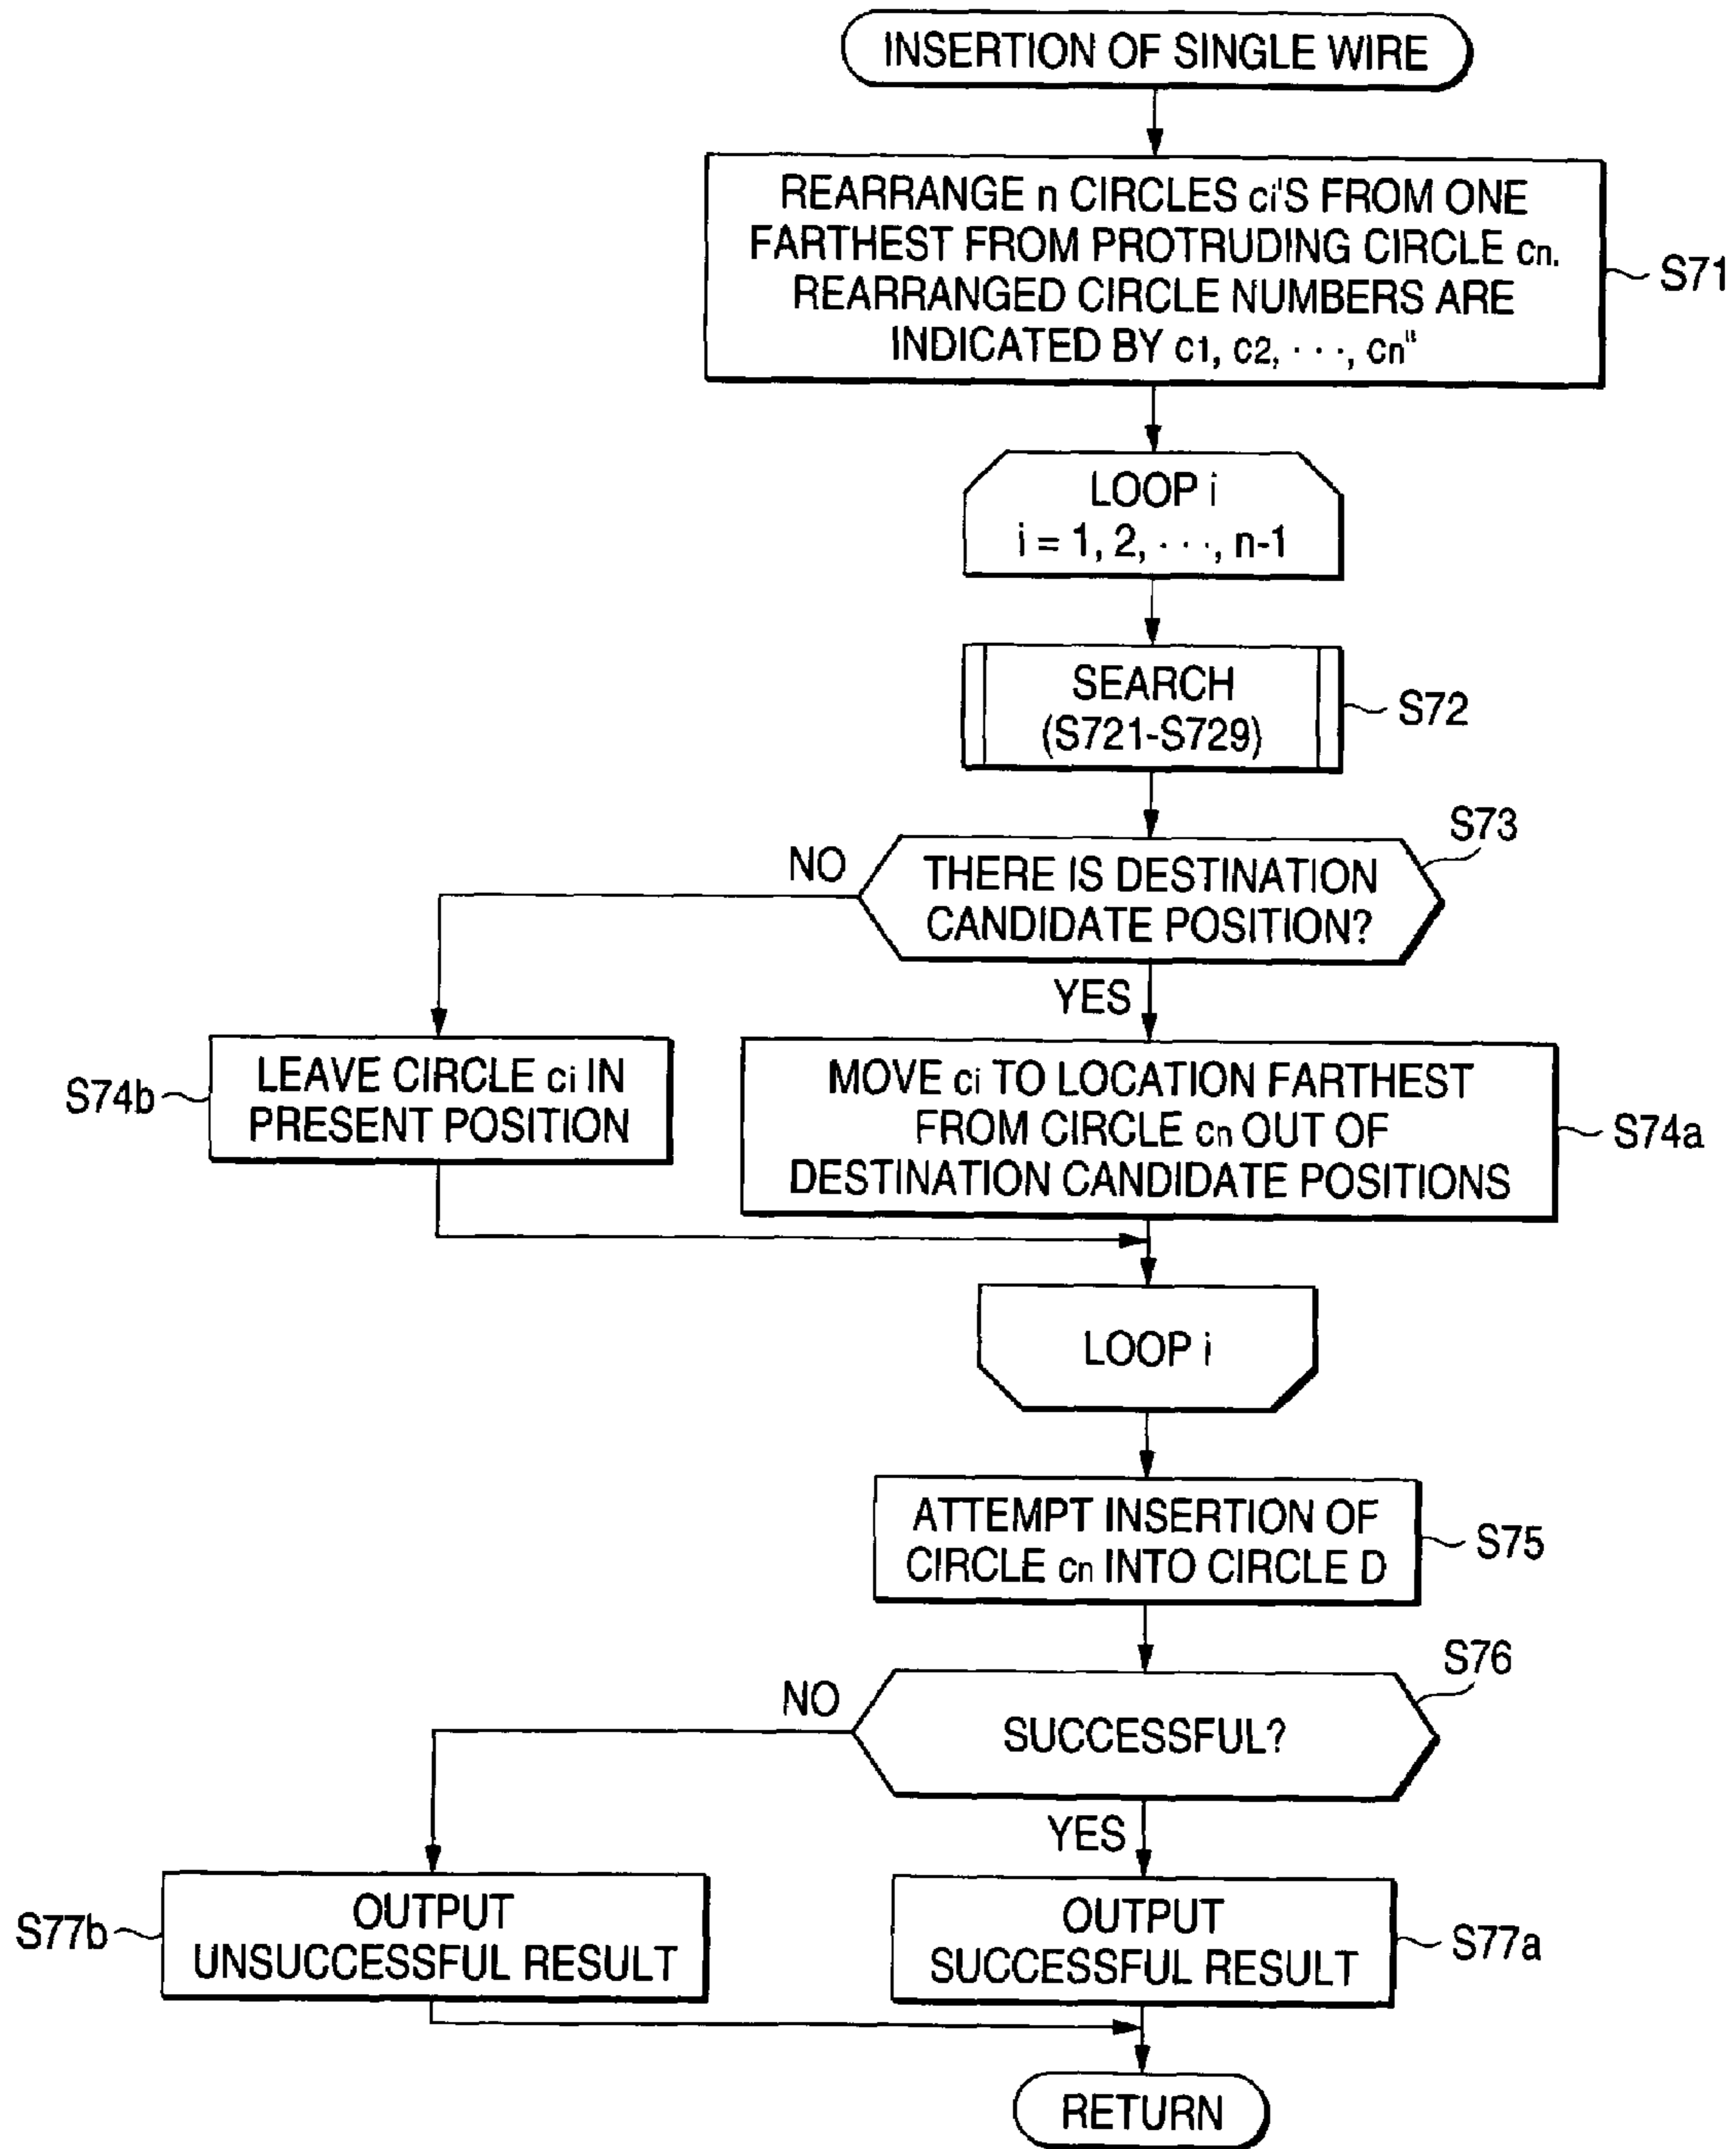 INSERTION OF SINGLE WIRE
REARRANGE n CIRCLES ci'S FROM ONE
FARTHEST FROM PROTRUDING CIRCLE cn.
REARRANGED CIRCLE NUMBERS ARE
INDICATED BY c1, c2, · · ·, cn"
S71
LOOP i
i = 1, 2, · · ·, n-1
SEARCH
(S721-S729)
S72
S73
THERE IS DESTINATION
CANDIDATE POSITION?
NO
YES
S74b
LEAVE CIRCLE ci IN
PRESENT POSITION
MOVE ci TO LOCATION FARTHEST
FROM CIRCLE cn OUT OF
DESTINATION CANDIDATE POSITIONS
S74a
LOOP i
ATTEMPT INSERTION OF
CIRCLE cn INTO CIRCLE D
S75
S76
NO
SUCCESSFUL?
YES
S77b
OUTPUT
UNSUCCESSFUL RESULT
OUTPUT
SUCCESSFUL RESULT
S77a
RETURN